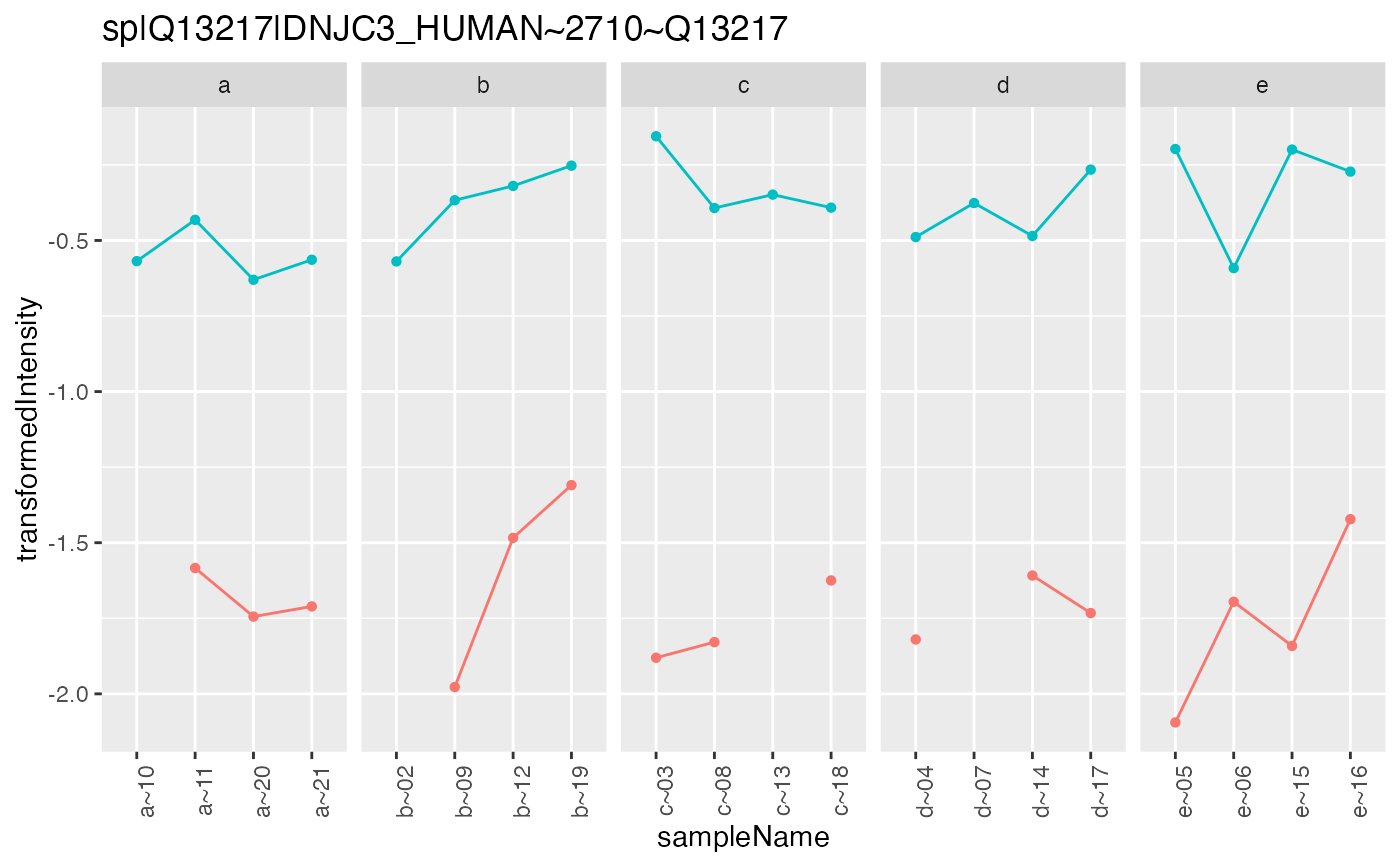 sp|Q13217|DNJC3_HUMAN~2710~Q13217
a b c d e
transformedIntensity
-0.5
-1.0
-1.5
-2.0
a~10 a~11 a~20 a~21 b~02 b~09 b~12 b~19 c~03 c~08 c~13 c~18 d~04 d~07 d~14 d~17 e~05 e~06 e~15 e~16
sampleName